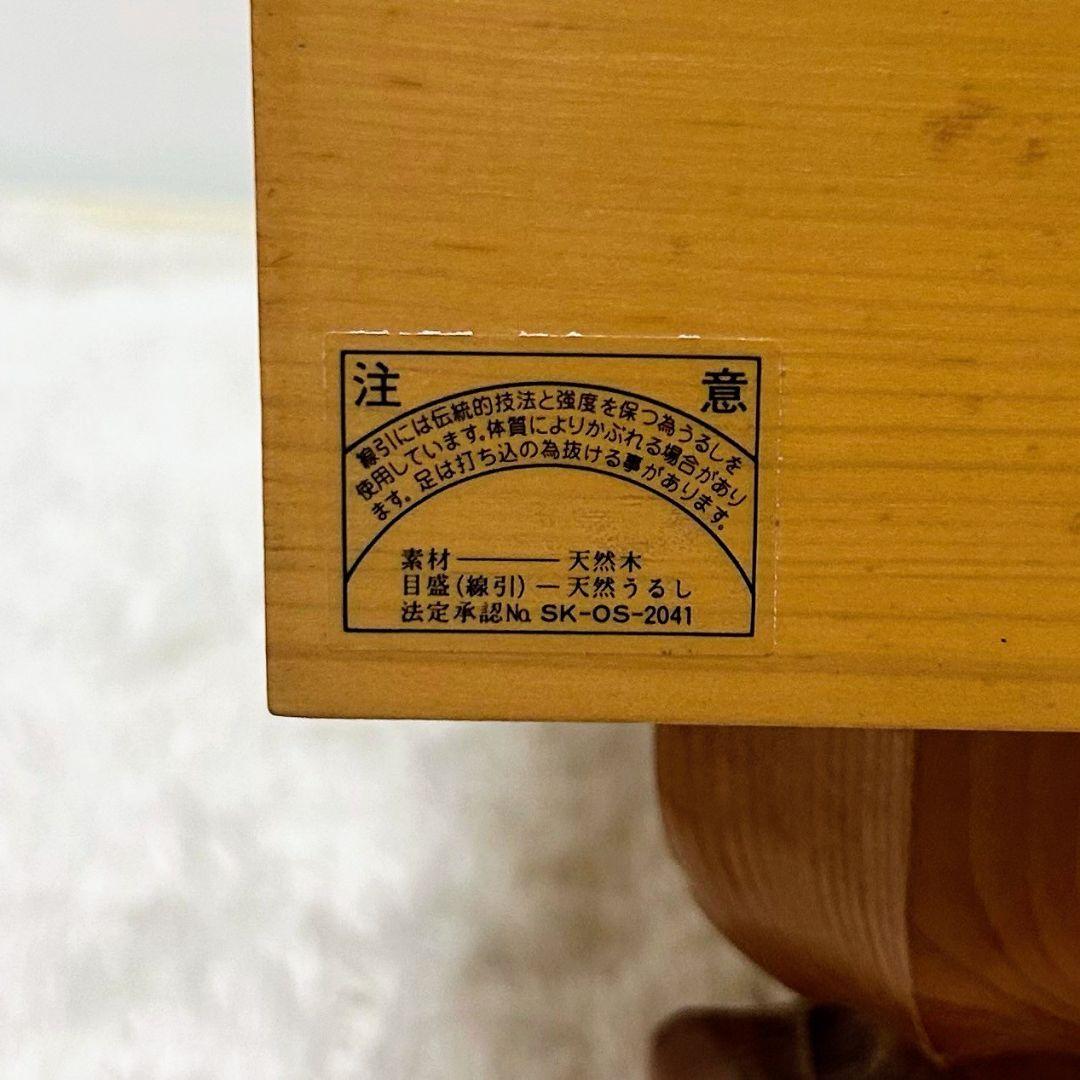 注意
線引には伝統的技法と強度を保つ為うるしを
使用しています。体質によりかぶれる場合があり
ます。足は打ち込の為抜ける事があります。
素材――――天然木
目盛(線引)―天然うるし
法定承認No. SK-OS-2041